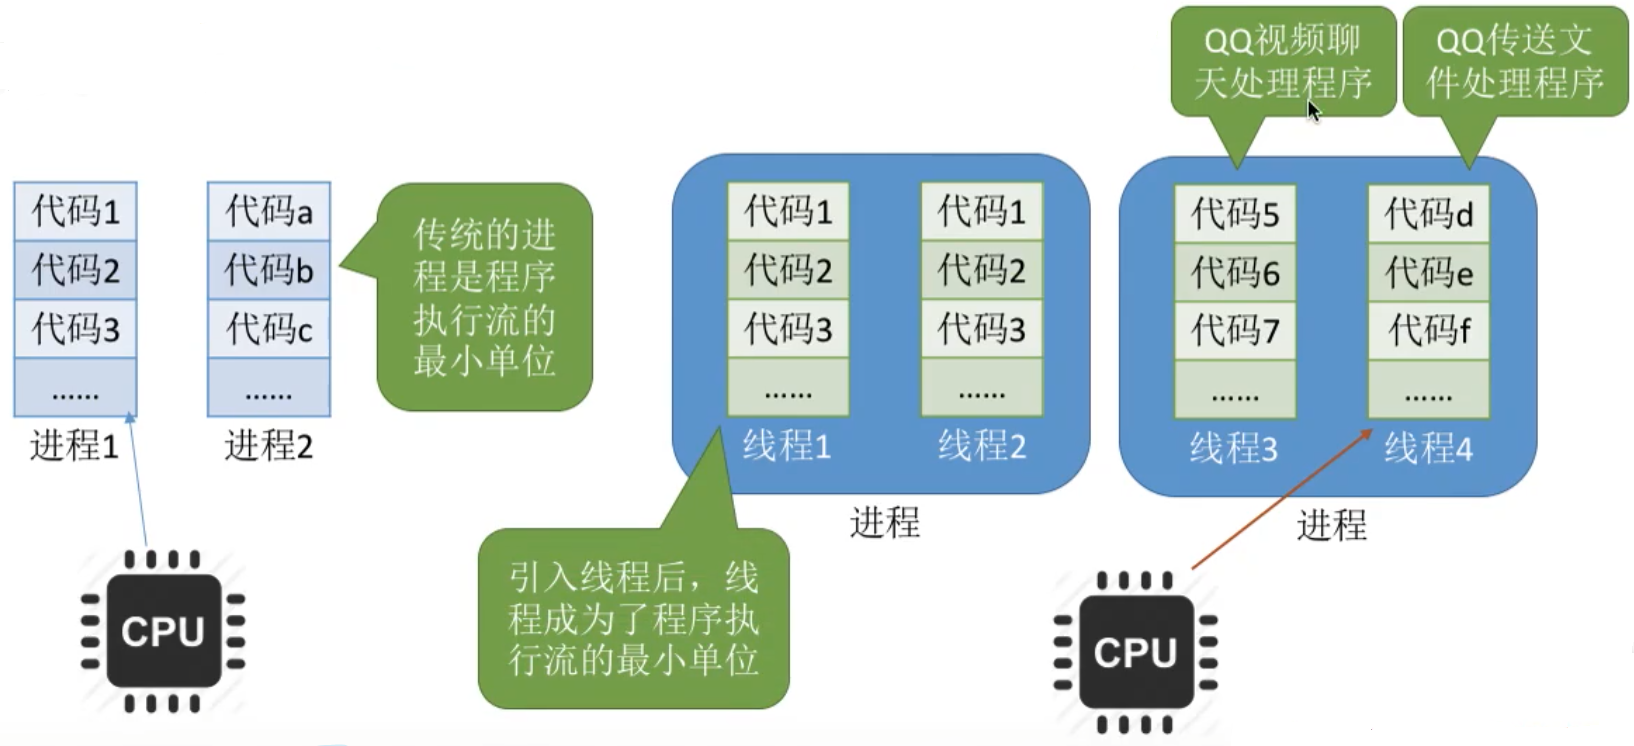 QQ视频聊
天处理程序
QQ传送文
件处理程序
代码1
代码2
代码3
......
进程1
代码a
代码b
代码c
......
进程2
传统的进
程是程序
执行流的
最小单位
代码1
代码2
代码3
......
线程1
代码1
代码2
代码3
......
线程2
进程
代码5
代码6
代码7
......
线程3
代码d
代码e
代码f
......
线程4
进程
引入线程后，线
程成为了程序执
行流的最小单位
CPU
CPU